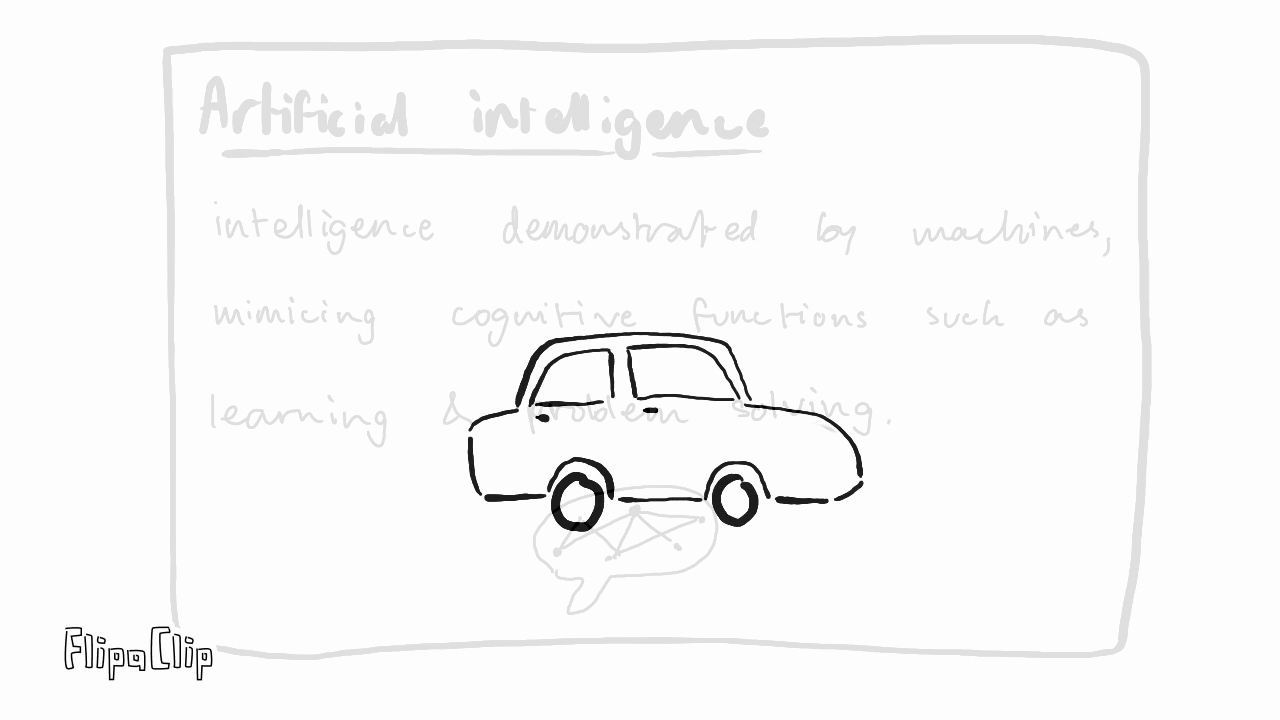 Artificial intelligence
intelligence demonstrated by machines,
mimicing cognitive functions such as
learning & problem solving.
FlipaClip